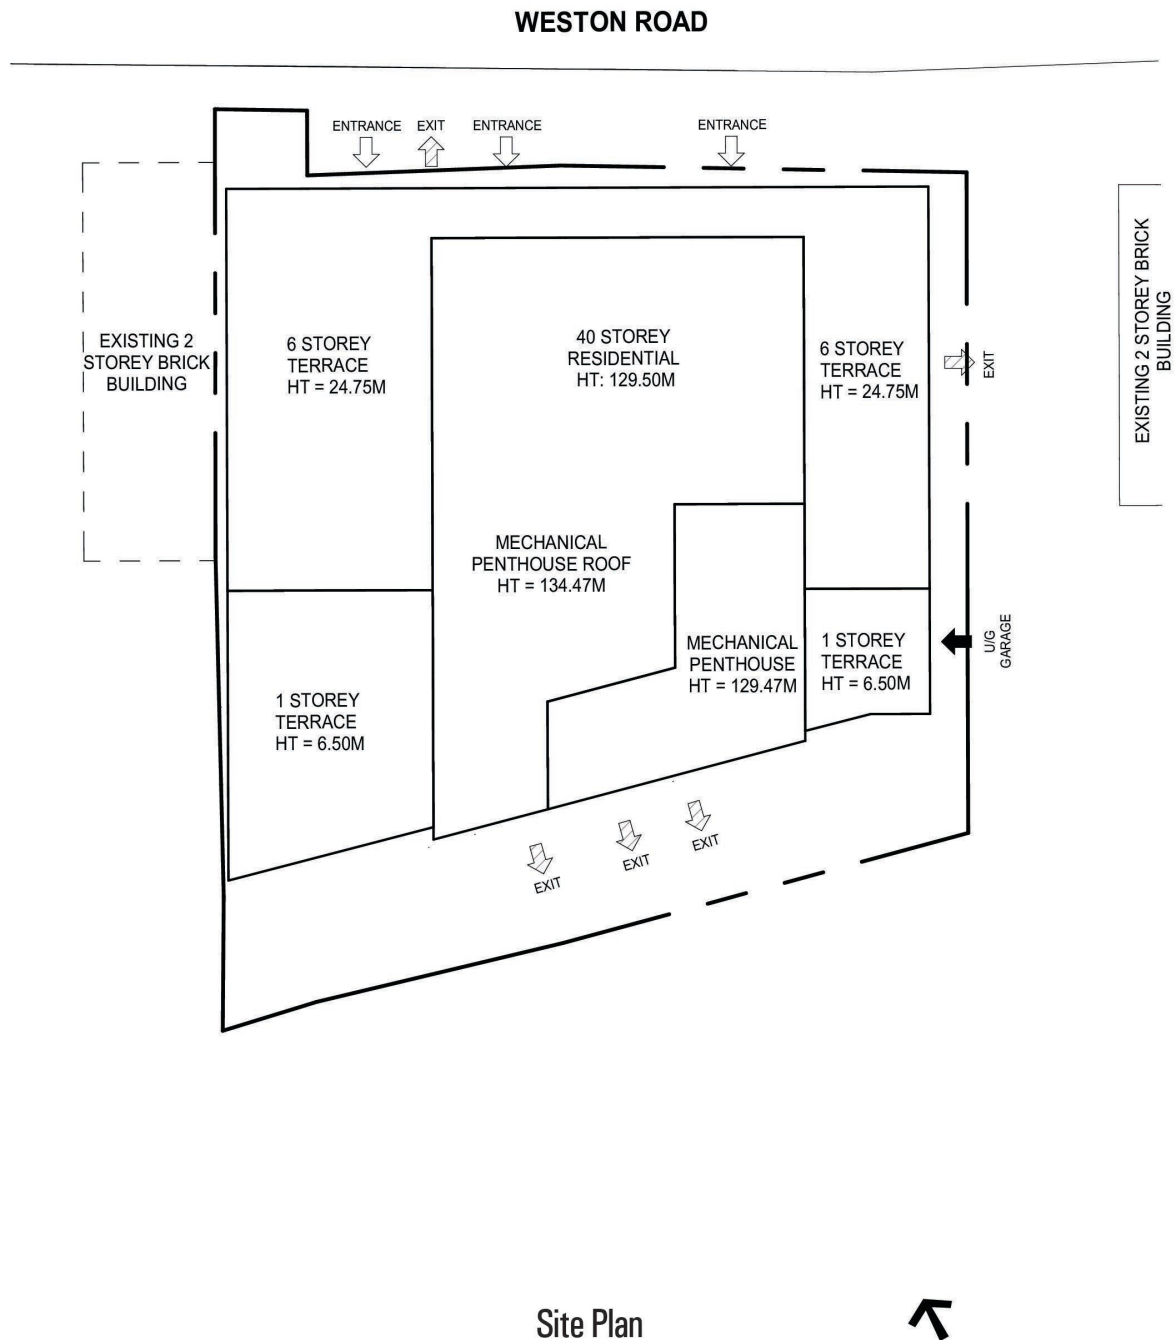 WESTON ROAD
ENTRANCE
EXIT
ENTRANCE
ENTRANCE
EXISTING 2
STOREY BRICK
BUILDING
6 STOREY
TERRACE
HT = 24.75M
40 STOREY
RESIDENTIAL
HT: 129.50M
6 STOREY
TERRACE
HT = 24.75M
EXIT
EXISTING 2 STOREY BRICK
BUILDING
MECHANICAL
PENTHOUSE ROOF
HT = 134.47M
MECHANICAL
PENTHOUSE
HT = 129.47M
1 STOREY
TERRACE
HT = 6.50M
U/G
GARAGE
1 STOREY
TERRACE
HT = 6.50M
EXIT
EXIT
EXIT
Site Plan